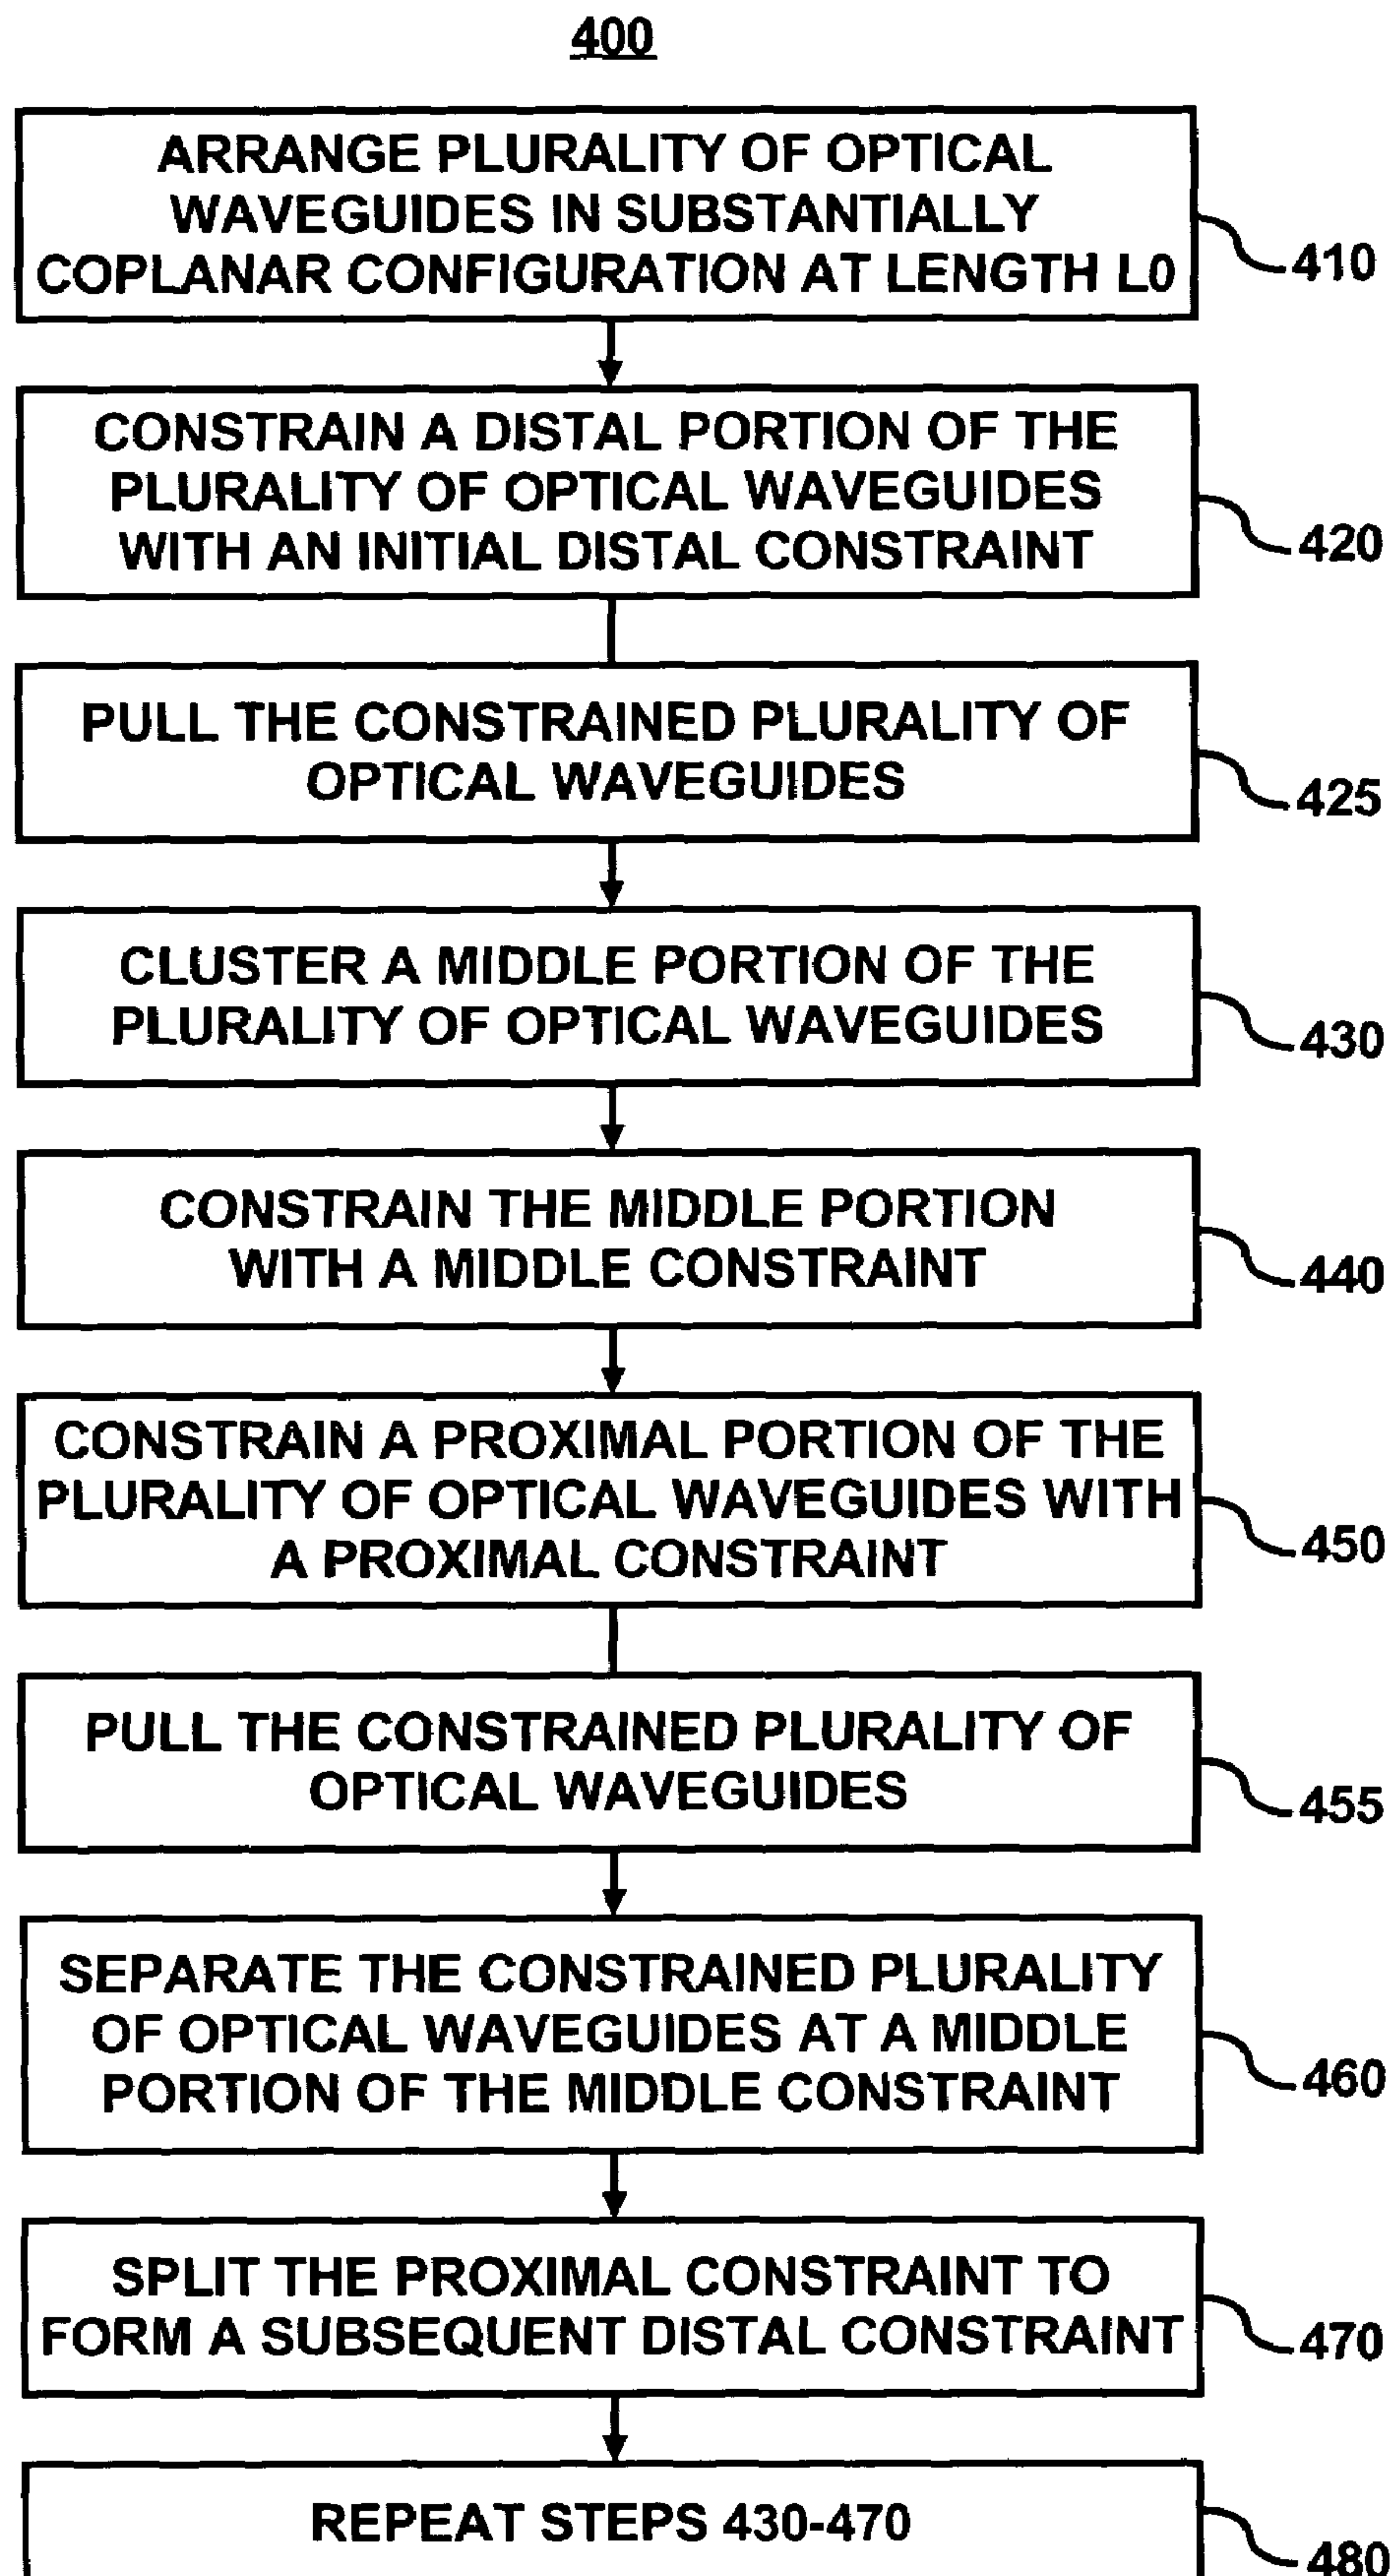 400
ARRANGE PLURALITY OF OPTICAL
WAVEGUIDES IN SUBSTANTIALLY
COPLANAR CONFIGURATION AT LENGTH L0
410
CONSTRAIN A DISTAL PORTION OF THE
PLURALITY OF OPTICAL WAVEGUIDES
WITH AN INITIAL DISTAL CONSTRAINT
420
PULL THE CONSTRAINED PLURALITY OF
OPTICAL WAVEGUIDES
425
CLUSTER A MIDDLE PORTION OF THE
PLURALITY OF OPTICAL WAVEGUIDES
430
CONSTRAIN THE MIDDLE PORTION
WITH A MIDDLE CONSTRAINT
440
CONSTRAIN A PROXIMAL PORTION OF THE
PLURALITY OF OPTICAL WAVEGUIDES WITH
A PROXIMAL CONSTRAINT
450
PULL THE CONSTRAINED PLURALITY OF
OPTICAL WAVEGUIDES
455
SEPARATE THE CONSTRAINED PLURALITY
OF OPTICAL WAVEGUIDES AT A MIDDLE
PORTION OF THE MIDDLE CONSTRAINT
460
SPLIT THE PROXIMAL CONSTRAINT TO
FORM A SUBSEQUENT DISTAL CONSTRAINT
470
REPEAT STEPS 430-470
480